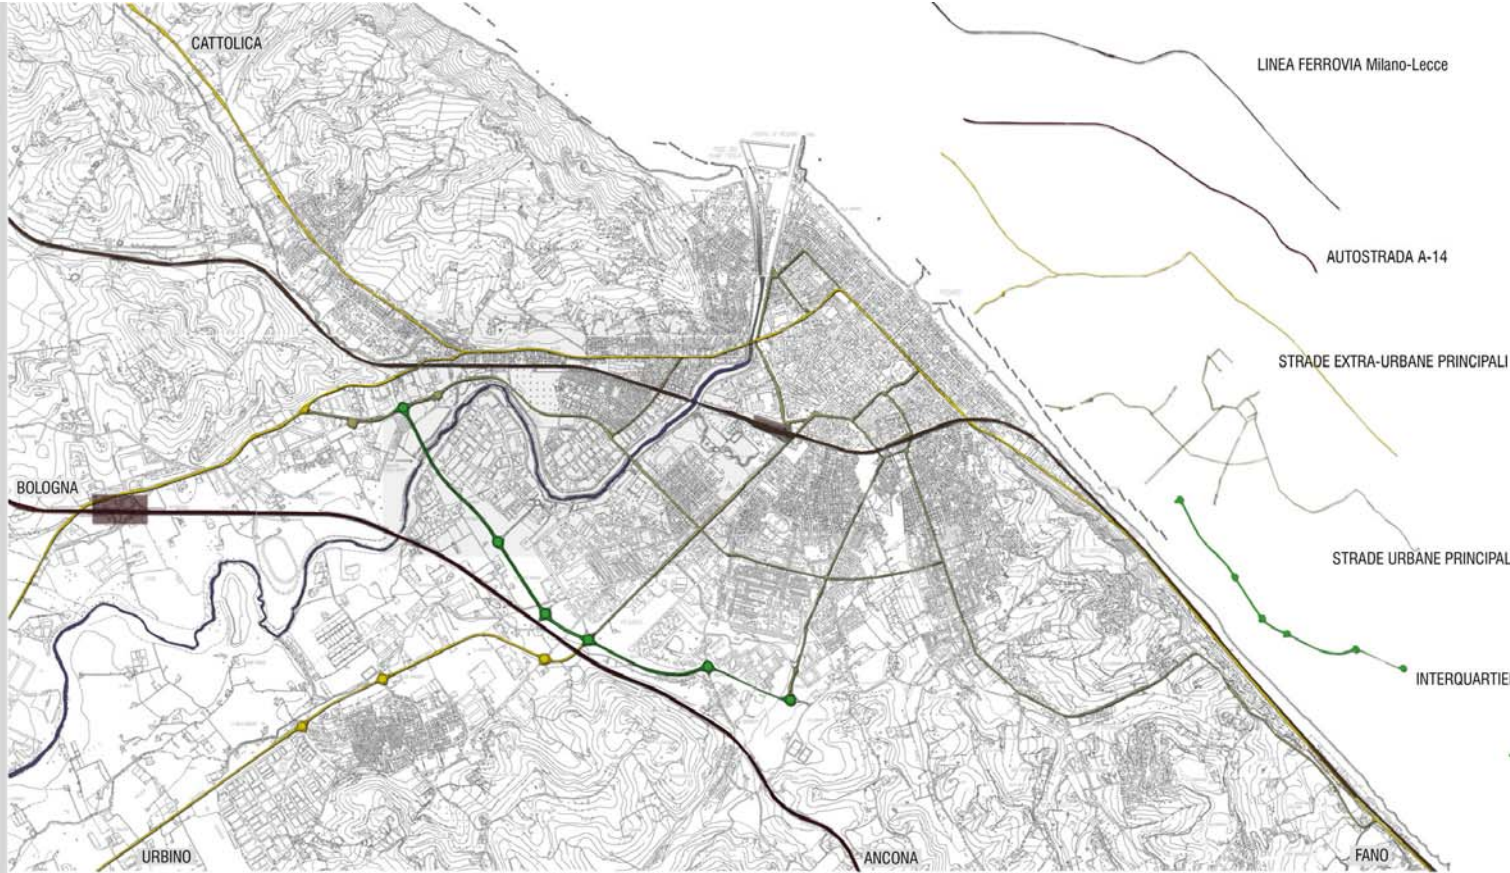 CATTOLICA
LINEA FERROVIA Milano-Lecce
AUTOSTRADA A-14
STRADE EXTRA-URBANE PRINCIPALI
BOLOGNA
STRADE URBANE PRINCIPAL
INTERQUARTIE
URBINO
ANCONA
FANO